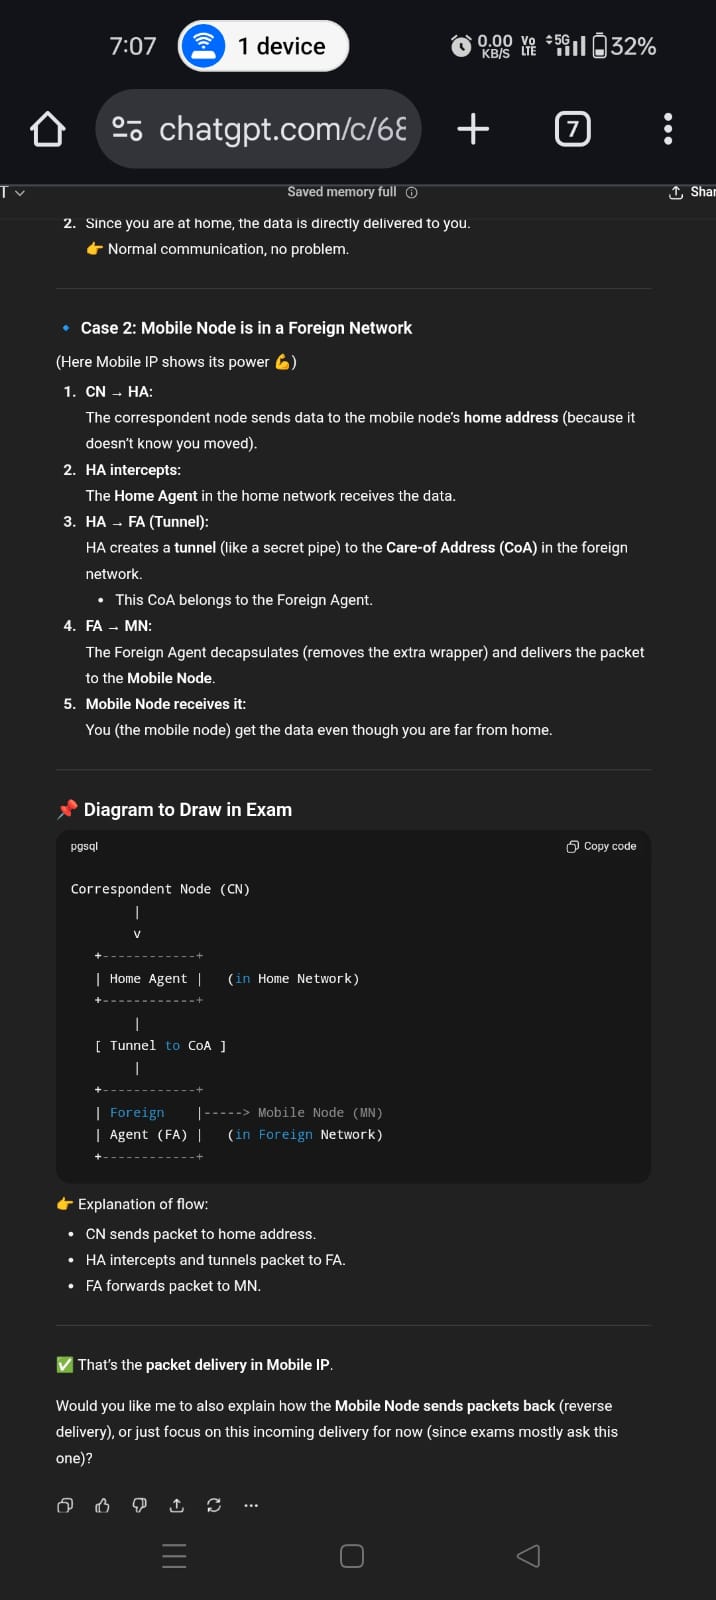 7:07
1 device
0.00
KB/S
Vo
LTE
5G
32%
chatgpt.com/c/68
7
T
Saved memory full
Shar
2. Since you are at home, the data is directly delivered to you.
👉 Normal communication, no problem.
🔹 Case 2: Mobile Node is in a Foreign Network
(Here Mobile IP shows its power 💪)
1. CN → HA:
The correspondent node sends data to the mobile node's home address (because it
doesn't know you moved).
2. HA intercepts:
The Home Agent in the home network receives the data.
3. HA → FA (Tunnel):
HA creates a tunnel (like a secret pipe) to the Care-of Address (CoA) in the foreign
network.
• This CoA belongs to the Foreign Agent.
4. FA → MN:
The Foreign Agent decapsulates (removes the extra wrapper) and delivers the packet
to the Mobile Node.
5. Mobile Node receives it:
You (the mobile node) get the data even though you are far from home.
📌 Diagram to Draw in Exam
pgsql
Copy code
Correspondent Node (CN)
|
v
+------------+
| Home Agent | (in Home Network)
+------------+
|
[ Tunnel to CoA ]
|
+------------+
| Foreign |-----> Mobile Node (MN)
| Agent (FA) | (in Foreign Network)
+------------+
👉 Explanation of flow:
• CN sends packet to home address.
• HA intercepts and tunnels packet to FA.
• FA forwards packet to MN.
✅ That's the packet delivery in Mobile IP.
Would you like me to also explain how the Mobile Node sends packets back (reverse
delivery), or just focus on this incoming delivery for now (since exams mostly ask this
one)?